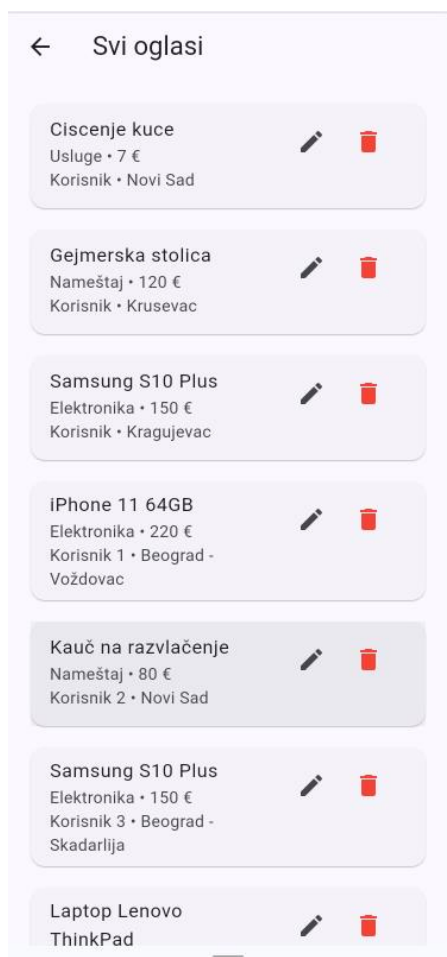 Svi oglasi
Ciscenje kuce
Usluge • 7 €
Korisnik • Novi Sad
Gejmerska stolica
Nameštaj • 120 €
Korisnik • Krusevac
Samsung S10 Plus
Elektronika • 150 €
Korisnik • Kragujevac
iPhone 11 64GB
Elektronika • 220 €
Korisnik 1 • Beograd -
Voždovac
Kauč na razvlačenje
Nameštaj • 80 €
Korisnik 2 • Novi Sad
Samsung S10 Plus
Elektronika • 150 €
Korisnik 3 • Beograd -
Skadarlija
Laptop Lenovo
ThinkPad